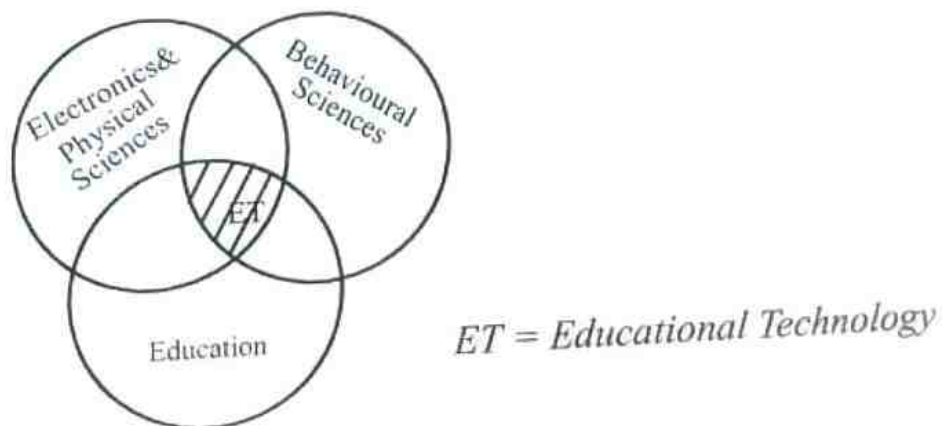 Electronics&
Physical
Sciences
Behavioural
Sciences
ET
Education
ET = Educational Technology